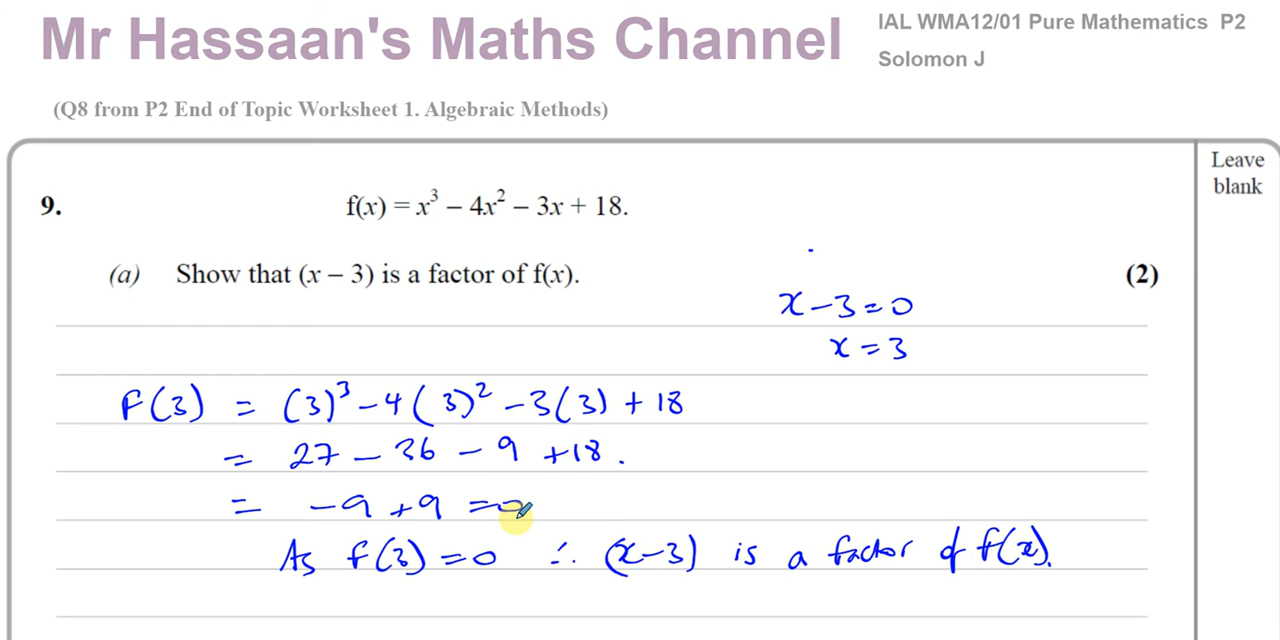 Mr Hassaan's Maths Channel
IAL WMA12/01 Pure Mathematics P2
Solomon J
(Q8 from P2 End of Topic Worksheet 1. Algebraic Methods)
Leave
blank
9. f(x) = x³ – 4x² – 3x + 18.
(a) Show that (x – 3) is a factor of f(x). (2)
x – 3 = 0
x = 3
F(3) = (3)³ – 4(3)² – 3(3) + 18
= 27 – 36 – 9 + 18.
= –9 + 9 = 0
As f(3) = 0 ∴ (x–3) is a factor of f(x).